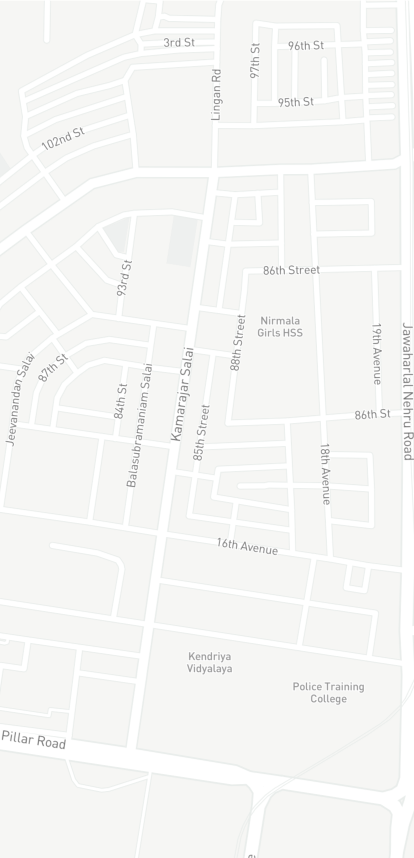 3rd St
96th St
97th St
Lingan Rd
95th St
102nd St
86th Street
93rd St
Nirmala
Girls HSS
88th Street
19th Avenue
Jawaharlal Nehru Road
Kamarajar Salai
87th St
Jeevanandan Salai
84th St
Balasubramaniam Salai
86th St
85th Street
18th Avenue
16th Avenue
Kendriya
Vidyalaya
Police Training
College
Pillar Road